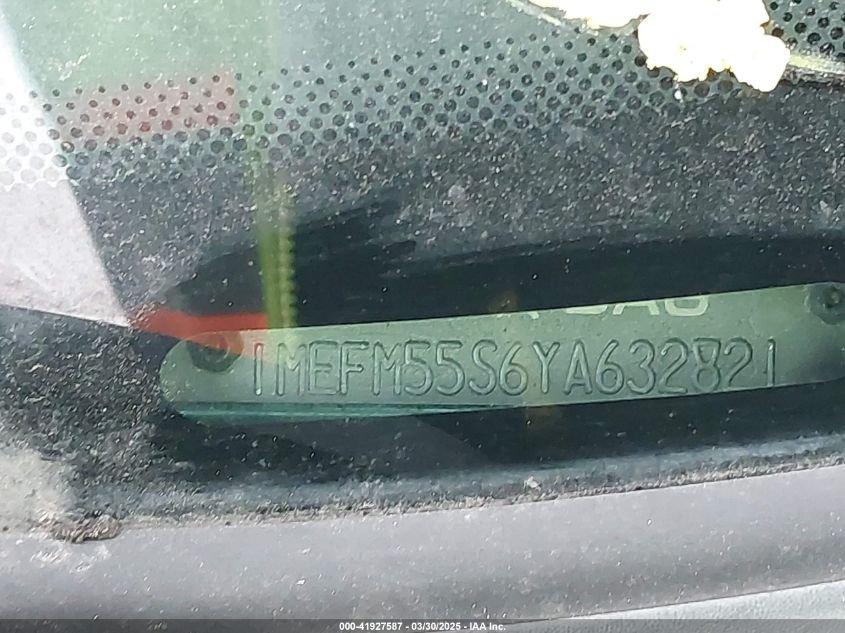 1MEFM55S6YA632821
000-41927587 - 03/30/2025 - IAA Inc.